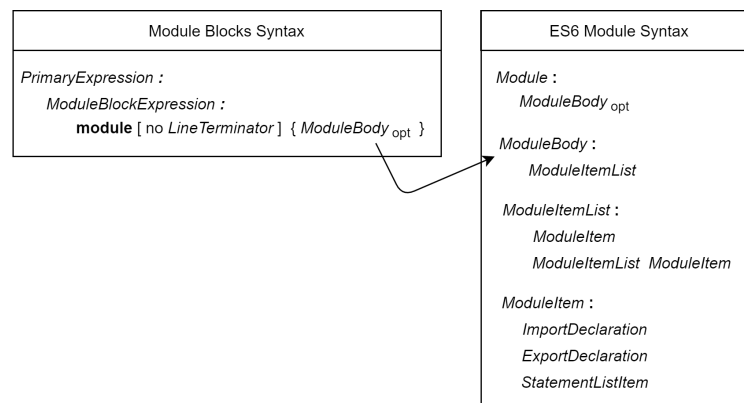 Module Blocks Syntax
PrimaryExpression :
ModuleBlockExpression :
module [ no LineTerminator ] { ModuleBody opt }
ES6 Module Syntax
Module :
ModuleBody opt
ModuleBody :
ModuleItemList
ModuleItemList :
ModuleItem
ModuleItemList ModuleItem
ModuleItem :
ImportDeclaration
ExportDeclaration
StatementListItem